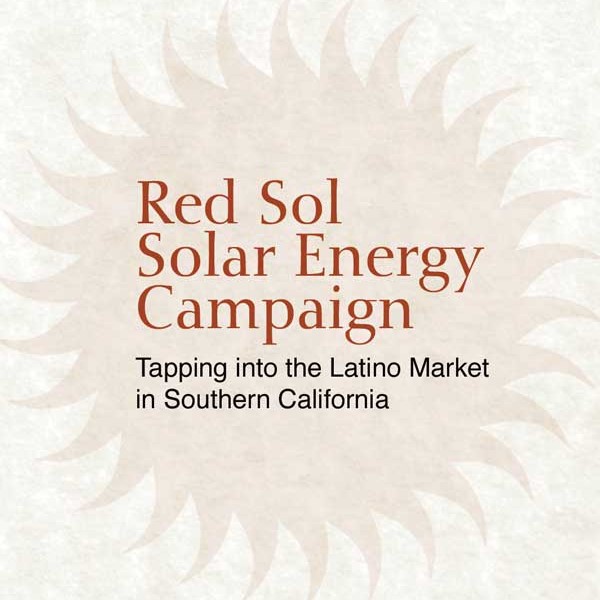 Red Sol
Solar Energy
Campaign
Tapping into the Latino Market
in Southern California